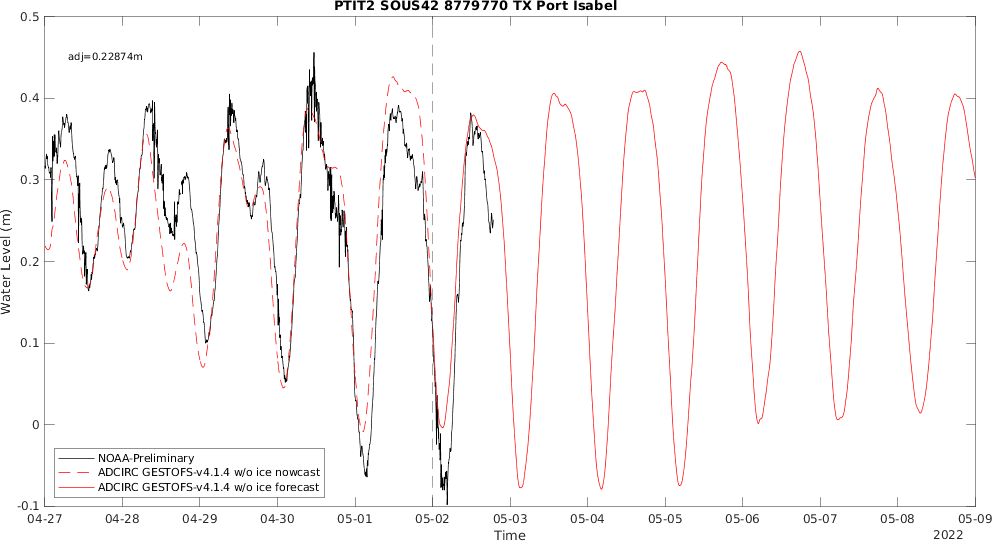 PTIT2 SOUS42 8779770 TX Port Isabel
adj=0.22874m
Water Level (m)
0.5
0.4
0.3
0.2
0.1
0
-0.1
NOAA-Preliminary
ADCIRC GESTOFS-v4.1.4 w/o ice nowcast
ADCIRC GESTOFS-v4.1.4 w/o ice forecast
04-27 04-28 04-29 04-30 05-01 05-02 05-03 05-04 05-05 05-06 05-07 05-08 05-09
Time
2022